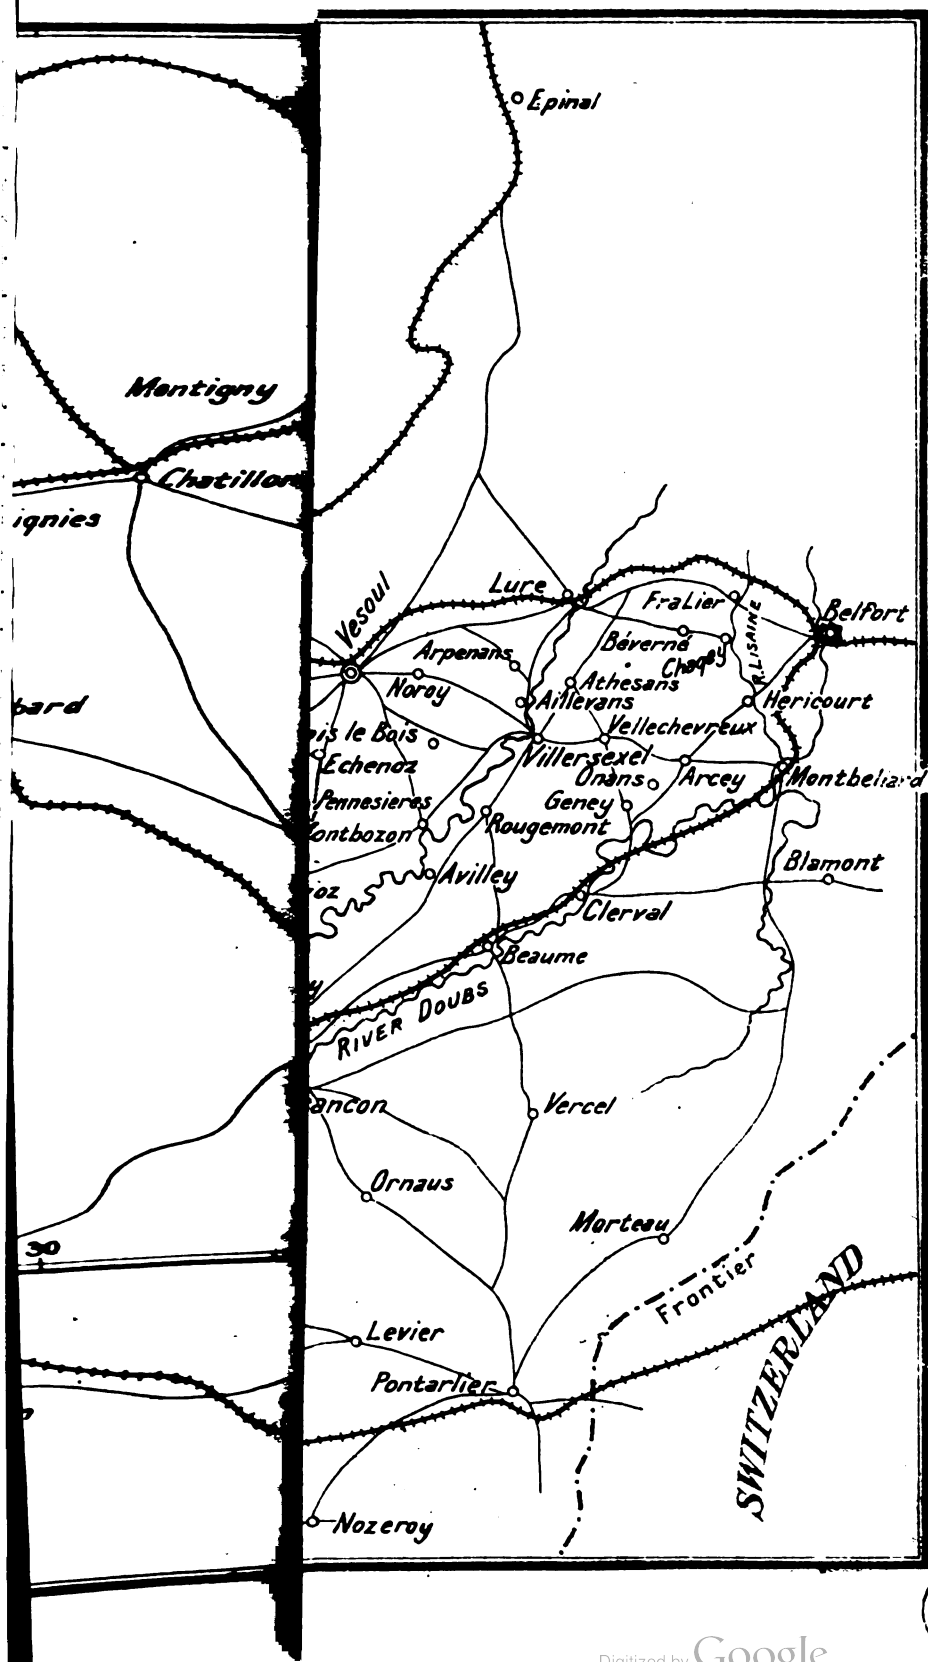 Epinal
Montigny
Chatillon
ignies
Lure
Vesoul
FraLier
Belfort
R. LISAINE
Béverne
Chagey
Arpenans
Noroy
Athesans
Aillevans
Hericourt
bard
is le Bois
Vellechevreux
Echenoz
Villersexel
Onans
Arcey
Montbeliard
Pennesieres
Geney
Montbozon
Rougemont
Avilley
Blamont
oz
Clerval
Beaume
y
RIVER DOUBS
ancon
Vercel
Ornaus
Morteau
30
Frontier
SWITZERLAND
Levier
Pontarlier
Nozeroy
Digitized by Google